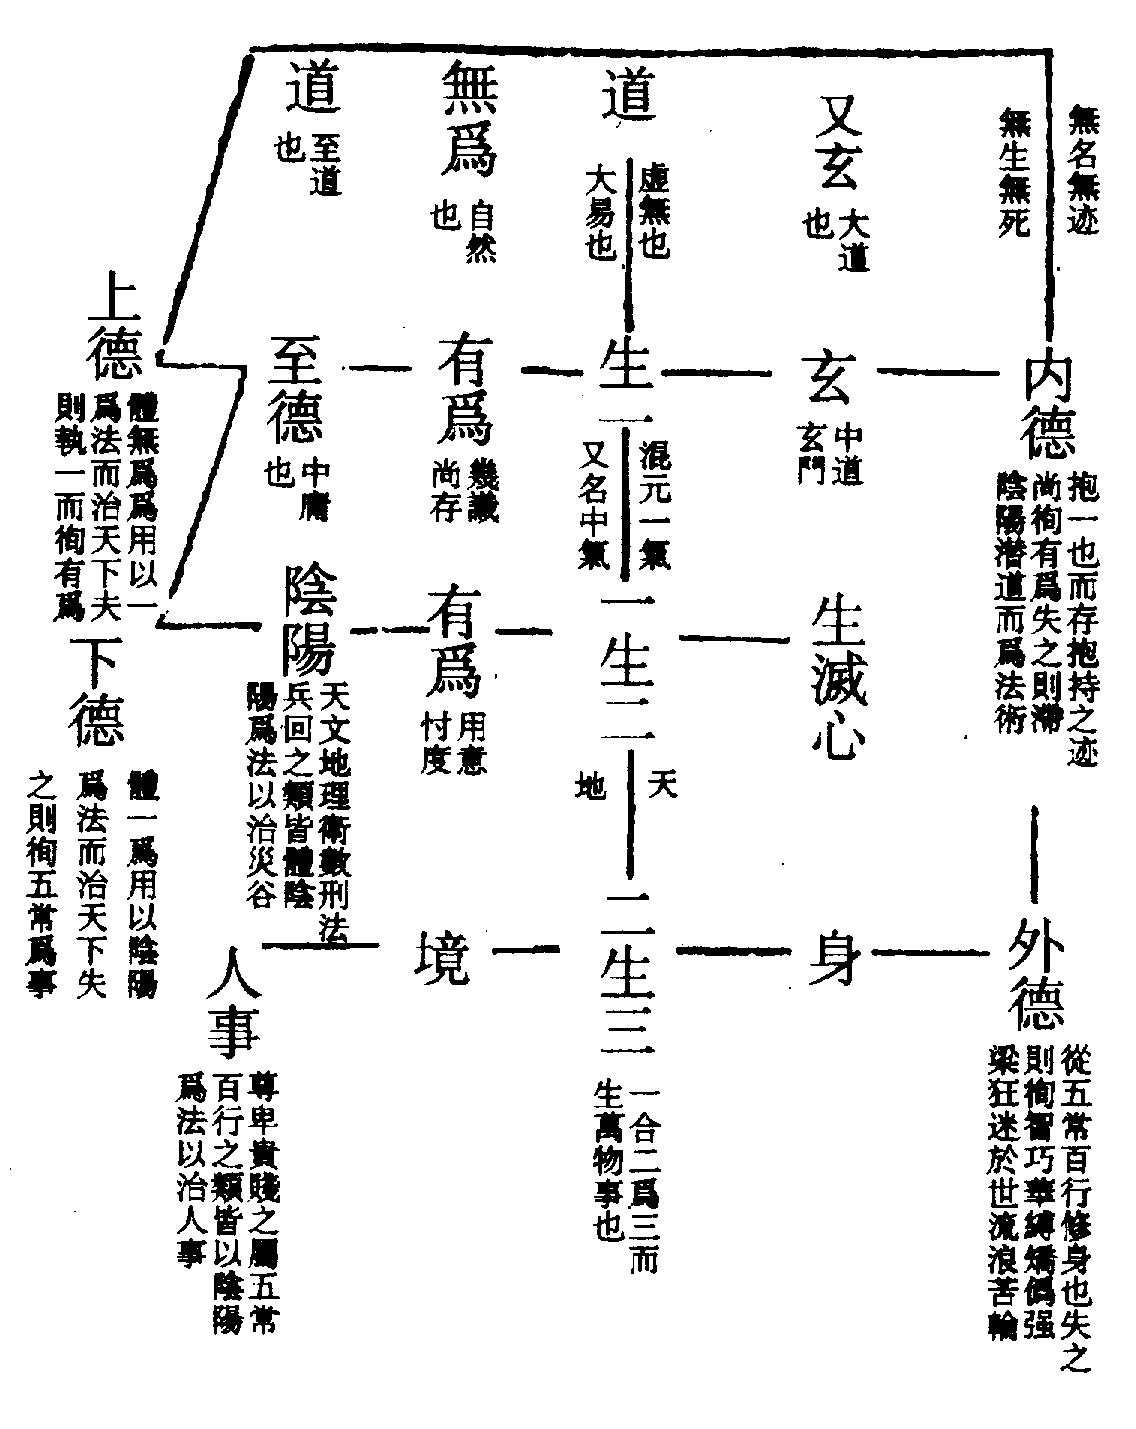 無名無迹
無生無死
内德
抱一也而存抱持之迹
尚徇有爲失之則滯
陰陽潜道而爲法術
外德
從五常百行修身也失之
則徇智巧華縟矯僞强
梁狂迷於世流浪苦輪
又玄
大道
也
玄
中道
玄門
生滅心
身
道
虚無也
大易也
生一
混元一氣
又名中氣
一生二
天
地
二生三
一合二爲三而
生萬物事也
無爲
自然
也
有爲
幾識
尚存
有爲
用意
忖度
境
道
至道
也
至德
中庸
也
陰陽
天文地理術數刑法
兵回之類皆體陰
陽爲法以治災谷
人事
尊卑貴賤之屬五常
百行之類皆以陰陽
爲法以治人事
上德
體無爲爲用以一
爲法而治天下夫
則執一而徇有爲
下德
體一爲用以陰陽
爲法而治天下失
之則徇五常爲事